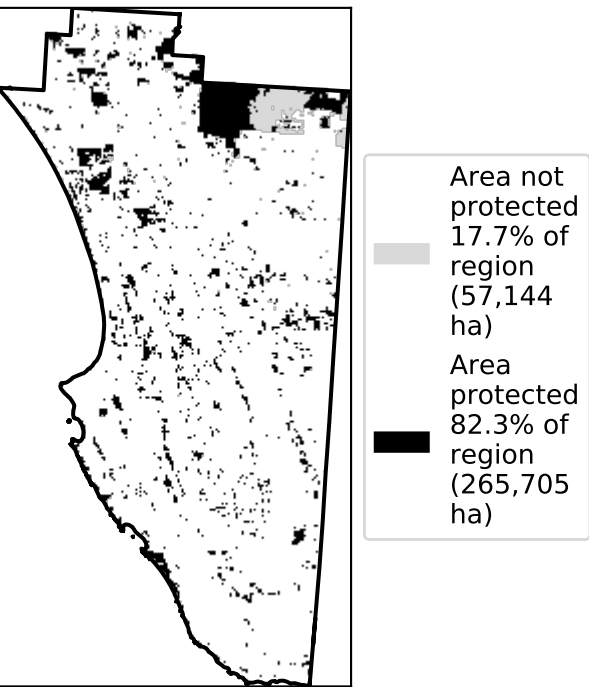 Area not
protected
17.7% of
region
(57,144
ha)
Area
protected
82.3% of
region
(265,705
ha)